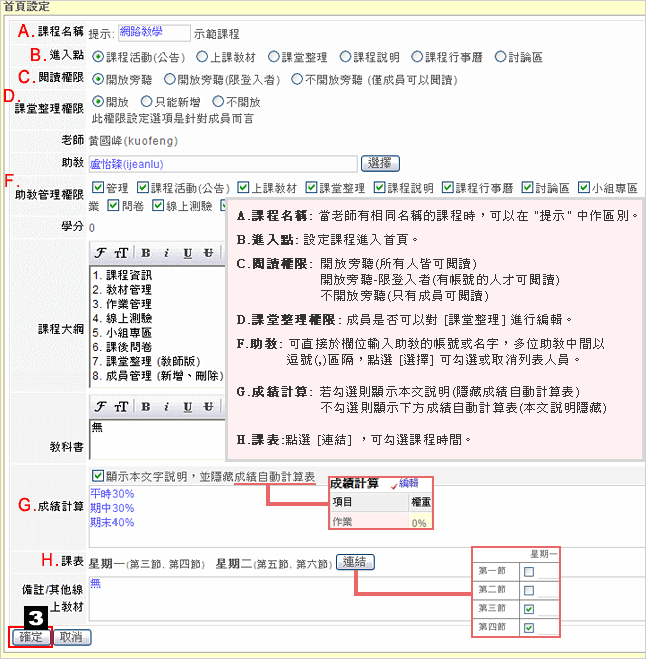 首頁設定
A.課程名稱 提示: 網路教學 示範課程
B.進入點 課程活動(公告) 上課教材 課堂整理 課程說明 課程行事曆 討論區
C.閱讀權限 開放旁聽 開放旁聽(限登入者) 不開放旁聽 (僅成員可以閱讀)
D.課堂整理權限 開放 只能新增 不開放
此權限設定選項是針對成員而言
老師 黃國峰(kuofeng)
助教 盧怡臻(ijeanlu) 選擇
F.助教管理權限 管理 課程活動(公告) 上課教材 課堂整理 課程說明 課程行事曆 討論區 小組專區
業 問卷 線上測驗
學分 0
A.課程名稱: 當老師有相同名稱的課程時，可以在 "提示" 中作區別。
B.進入點: 設定課程進入首頁。
C.閱讀權限: 開放旁聽(所有人皆可閱讀)
開放旁聽-限登入者(有帳號的人才可閱讀)
不開放旁聽(只有成員可閱讀)
D.課堂整理權限: 成員是否可以對 [課堂整理] 進行編輯。
F.助教: 可直接於欄位輸入助教的帳號或名字，多位助教中間以
逗號(,)區隔，點選 [選擇] 可勾選或取消列表人員。
G.成績計算: 若勾選則顯示本文說明(隱藏成績自動計算表)
不勾選則顯示下方成績自動計算表(本文說明隱藏)
H.課表:點選 [連結] ，可勾選課程時間。
課程大綱
F TT B i U U
1. 課程資訊
2. 教材管理
3. 作業管理
4. 線上測驗
5. 小組專區
6. 課後問卷
7. 課堂整理 (教師版)
8. 成員管理 (新增、刪除)
教科書
F TT B i U U
無
G.成績計算
顯示本文字說明，並隱藏成績自動計算表
平時30%
期中30%
期末40%
成績計算 編輯
項目 權重
作業 0%
H.課表 星期一(第三節, 第四節) 星期二(第五節, 第六節) 連結
備註/其他線上教材
無
星期一
第一節
第二節
第三節
第四節
3
確定 取消